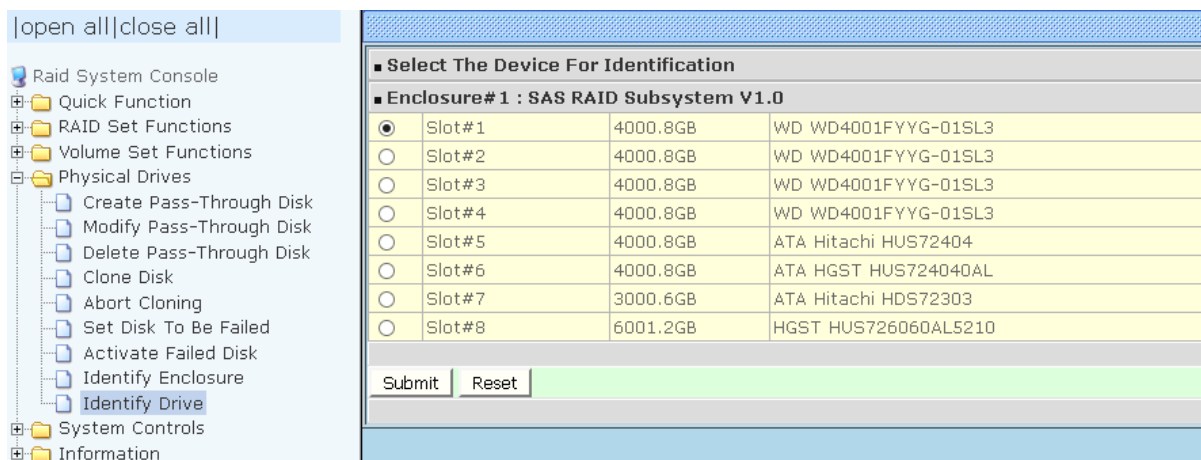 |open all|close all|
Raid System Console
Quick Function
RAID Set Functions
Volume Set Functions
Physical Drives
Create Pass-Through Disk
Modify Pass-Through Disk
Delete Pass-Through Disk
Clone Disk
Abort Cloning
Set Disk To Be Failed
Activate Failed Disk
Identify Enclosure
Identify Drive
System Controls
Information
Select The Device For Identification
Enclosure#1 : SAS RAID Subsystem V1.0
Slot#1 4000.8GB WD WD4001FYYG-01SL3
Slot#2 4000.8GB WD WD4001FYYG-01SL3
Slot#3 4000.8GB WD WD4001FYYG-01SL3
Slot#4 4000.8GB WD WD4001FYYG-01SL3
Slot#5 4000.8GB ATA Hitachi HUS72404
Slot#6 4000.8GB ATA HGST HUS724040AL
Slot#7 3000.6GB ATA Hitachi HDS72303
Slot#8 6001.2GB HGST HUS726060AL5210
Submit Reset